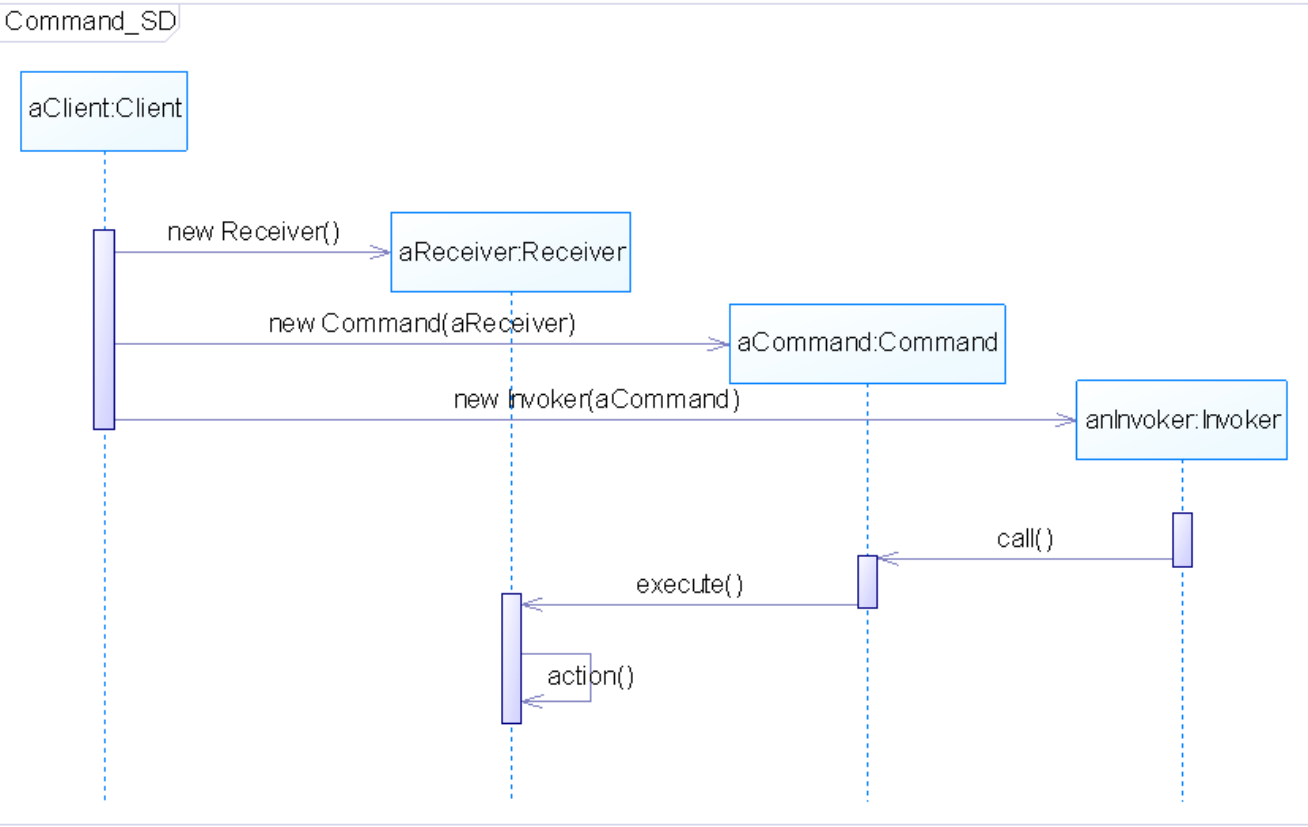 Command_SD
aClient:Client
new Receiver()
aReceiver:Receiver
new Command(aReceiver)
aCommand:Command
new Invoker(aCommand)
anInvoker:Invoker
call()
execute()
action()